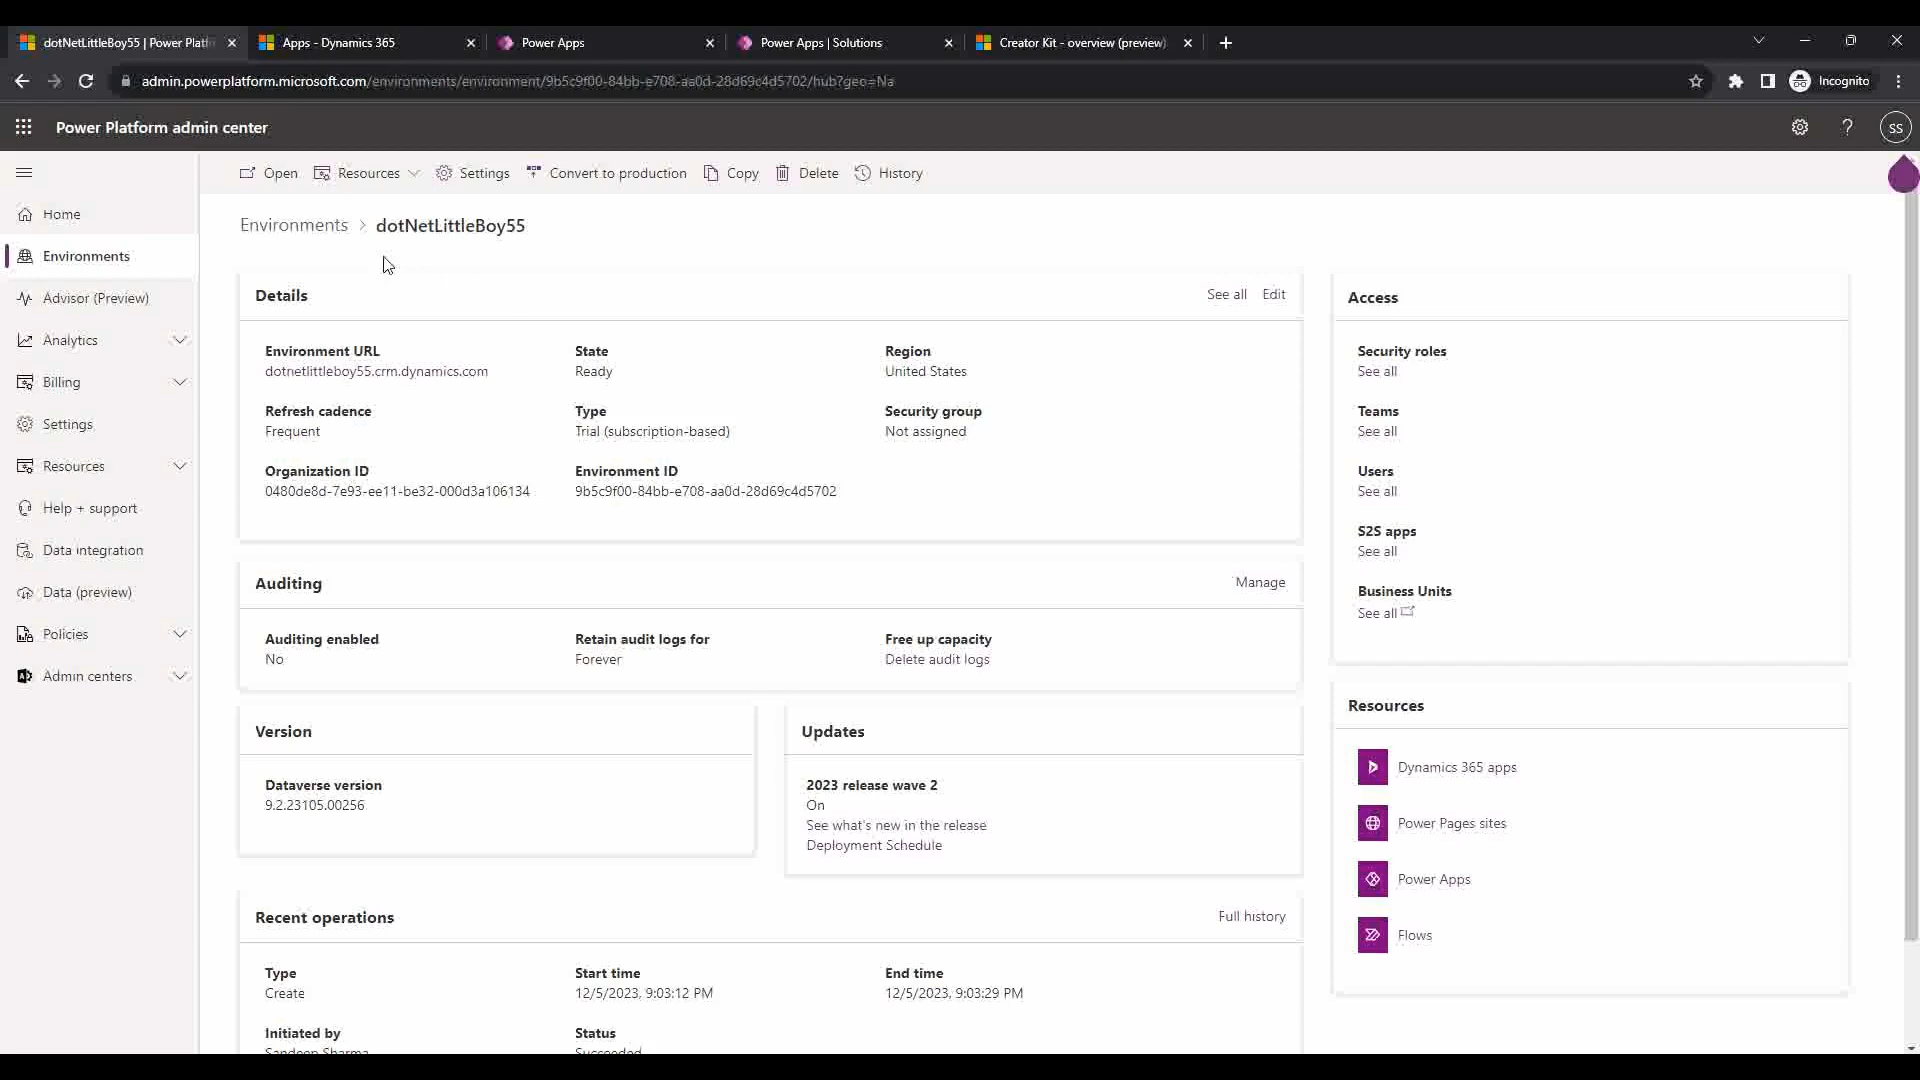 dotNetLittleBoy55 | Power Platf
Apps - Dynamics 365
Power Apps
Power Apps | Solutions
Creator Kit - overview (preview)
admin.powerplatform.microsoft.com/environments/environment/9b5c9f00-84bb-e708-aa0d-28d69c4d5702/hub?geo=Na
Incognito
Power Platform admin center
?
SS
Open
Resources
Settings
Convert to production
Copy
Delete
History
Home
Environments
Advisor (Preview)
Analytics
Billing
Settings
Resources
Help + support
Data integration
Data (preview)
Policies
Admin centers
Environments > dotNetLittleBoy55
Details
See all
Edit
Environment URL
dotnetlittleboy55.crm.dynamics.com
State
Ready
Region
United States
Refresh cadence
Frequent
Type
Trial (subscription-based)
Security group
Not assigned
Organization ID
0480de8d-7e93-ee11-be32-000d3a106134
Environment ID
9b5c9f00-84bb-e708-aa0d-28d69c4d5702
Auditing
Manage
Auditing enabled
No
Retain audit logs for
Forever
Free up capacity
Delete audit logs
Version
Dataverse version
9.2.23105.00256
Updates
2023 release wave 2
On
See what's new in the release
Deployment Schedule
Recent operations
Full history
Type
Create
Start time
12/5/2023, 9:03:12 PM
End time
12/5/2023, 9:03:29 PM
Initiated by
Sandeep Sharma
Status
Succeeded
Access
Security roles
See all
Teams
See all
Users
See all
S2S apps
See all
Business Units
See all
Resources
Dynamics 365 apps
Power Pages sites
Power Apps
Flows